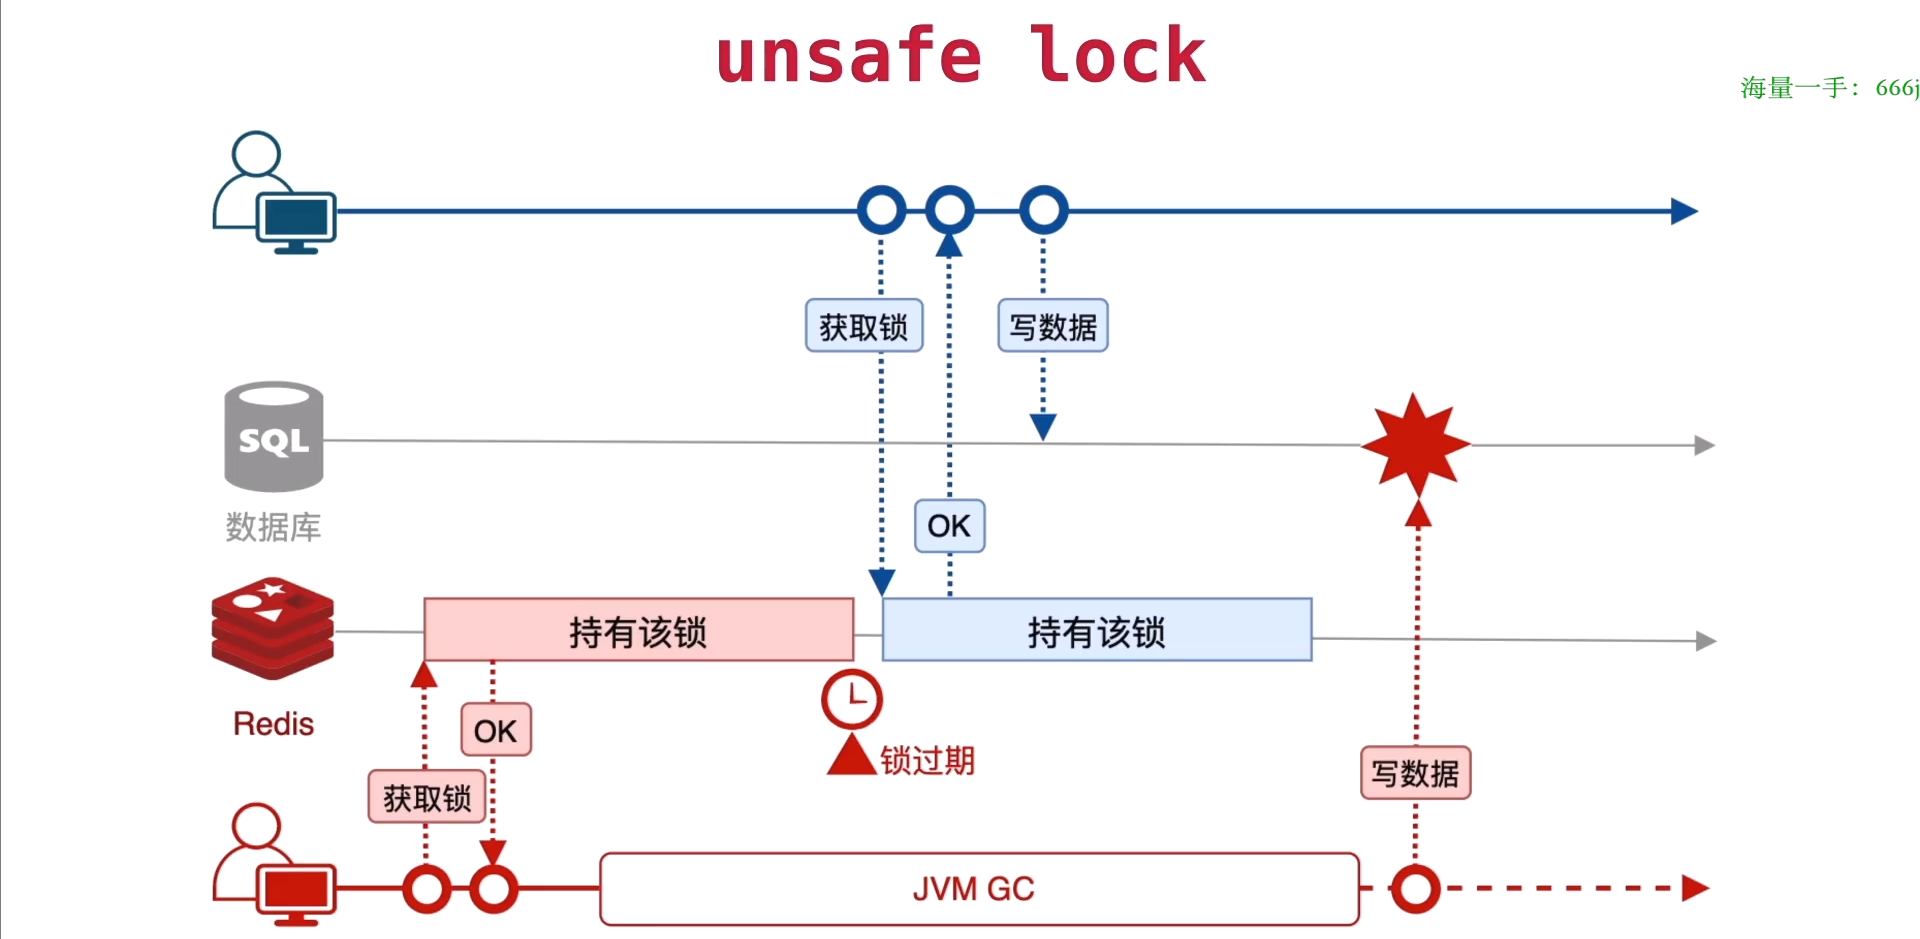 unsafe lock
海量一手：666j
获取锁
写数据
SQL
数据库
OK
持有该锁
持有该锁
Redis
OK
锁过期
获取锁
写数据
JVM GC